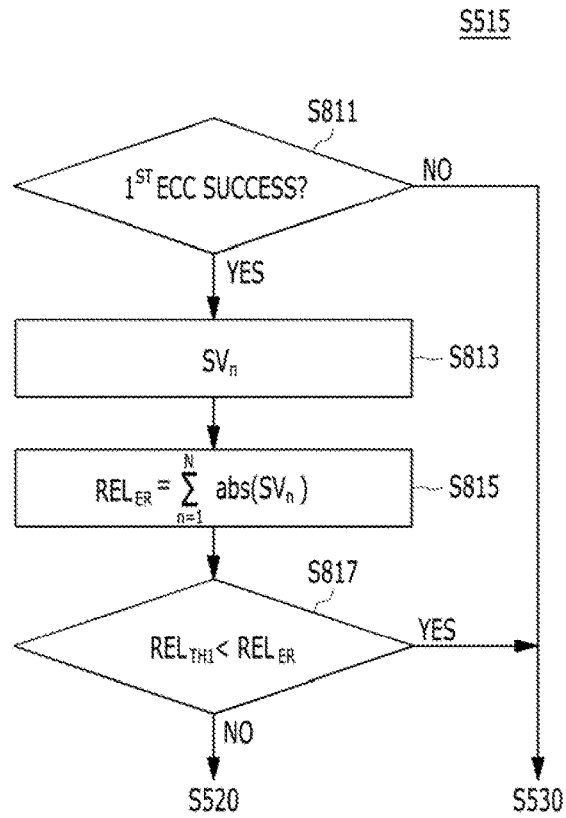 S515
S811
1ST ECC SUCCESS?
NO
YES
SVn
S813
RELER = N∑n=1 abs(SVn)
S815
S817
RELTH1 < RELER
YES
NO
S520
S530